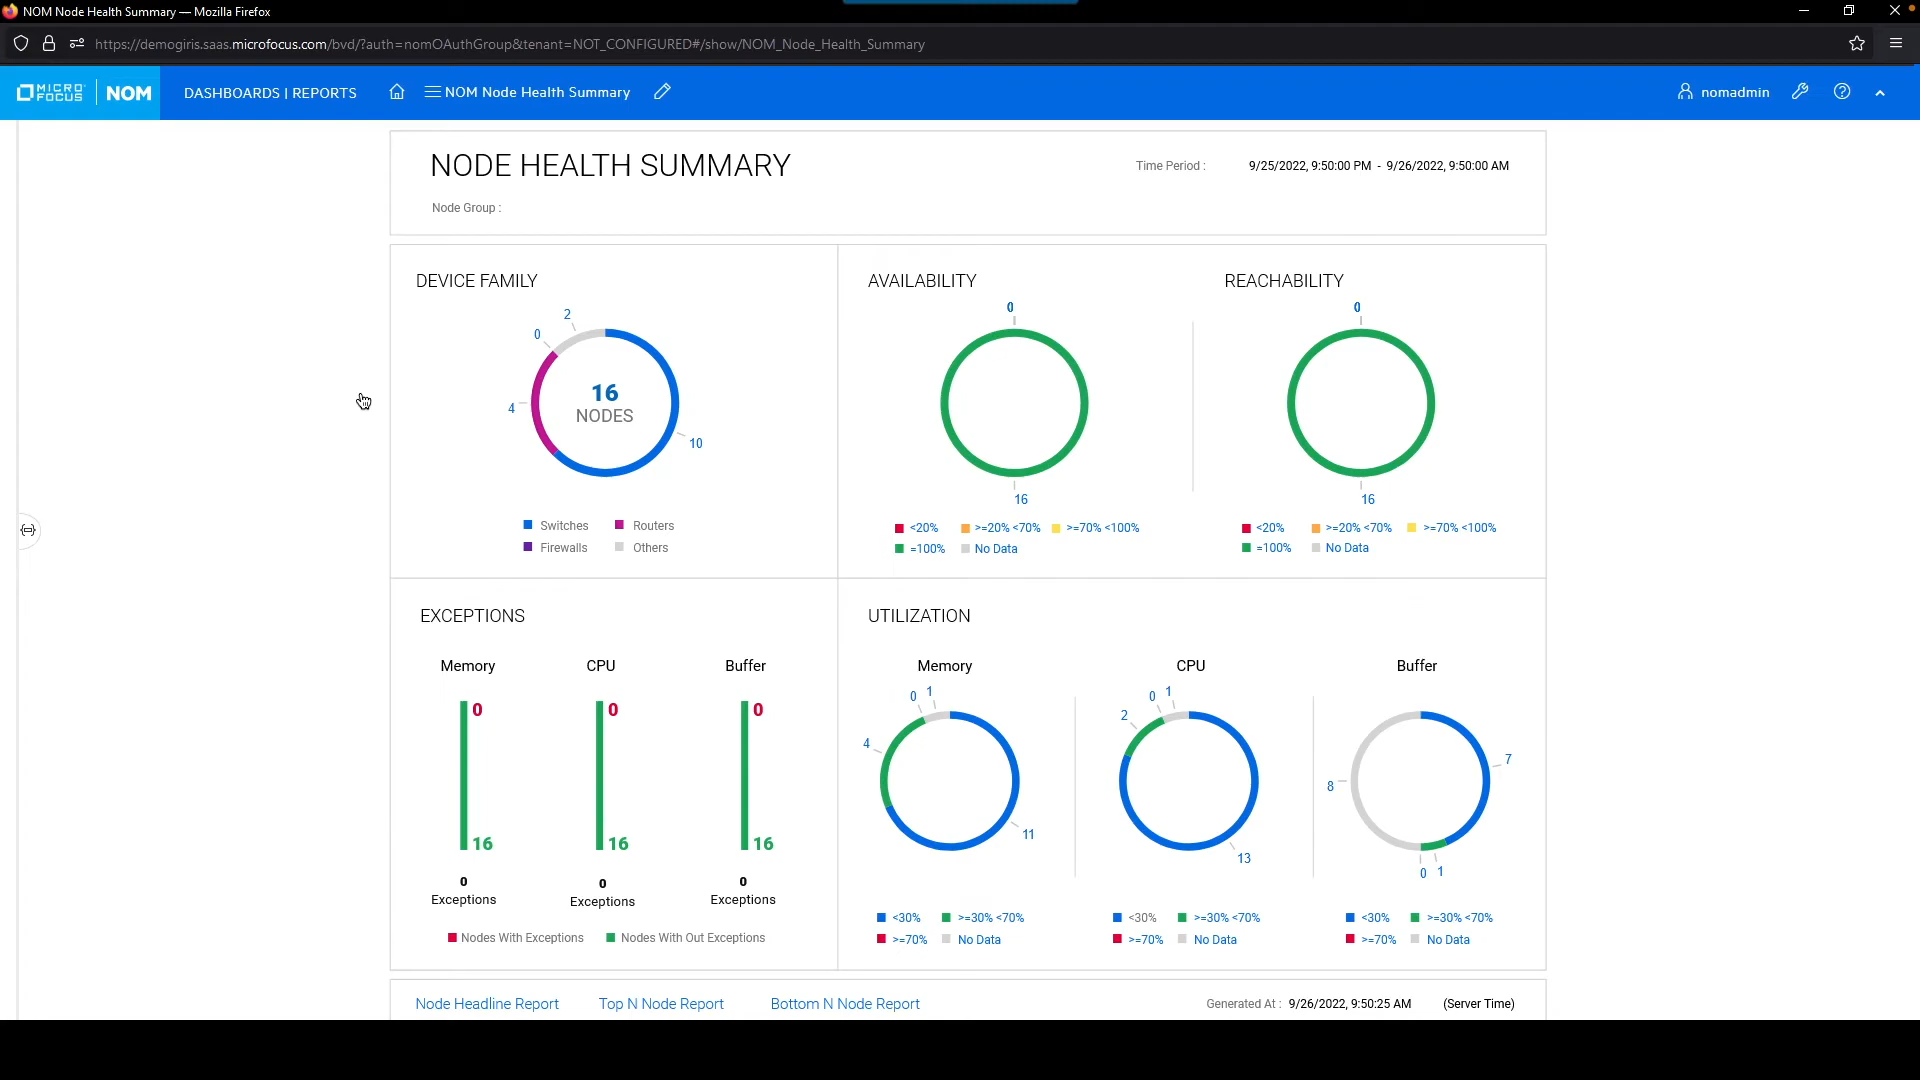 NOM Node Health Summary — Mozilla Firefox
https://demogiris.saas.microfocus.com/bvd/?auth=nomOAuthGroup&tenant=NOT_CONFIGURED#/show/NOM_Node_Health_Summary
MICRO FOCUS NOM DASHBOARDS | REPORTS NOM Node Health Summary nomadmin
NODE HEALTH SUMMARY
Time Period : 9/25/2022, 9:50:00 PM - 9/26/2022, 9:50:00 AM
Node Group :
DEVICE FAMILY
2
0
16
NODES
4
10
Switches Routers
Firewalls Others
AVAILABILITY
0
16
<20% >=20% <70% >=70% <100%
=100% No Data
REACHABILITY
0
16
<20% >=20% <70% >=70% <100%
=100% No Data
EXCEPTIONS
Memory CPU Buffer
0 0 0
16 16 16
0 0 0
Exceptions Exceptions Exceptions
Nodes With Exceptions Nodes With Out Exceptions
UTILIZATION
Memory
0 1
4
11
<30% >=30% <70%
>=70% No Data
CPU
0 1
2
13
<30% >=30% <70%
>=70% No Data
Buffer
7
8
0 1
<30% >=30% <70%
>=70% No Data
Node Headline Report Top N Node Report Bottom N Node Report Generated At : 9/26/2022, 9:50:25 AM (Server Time)